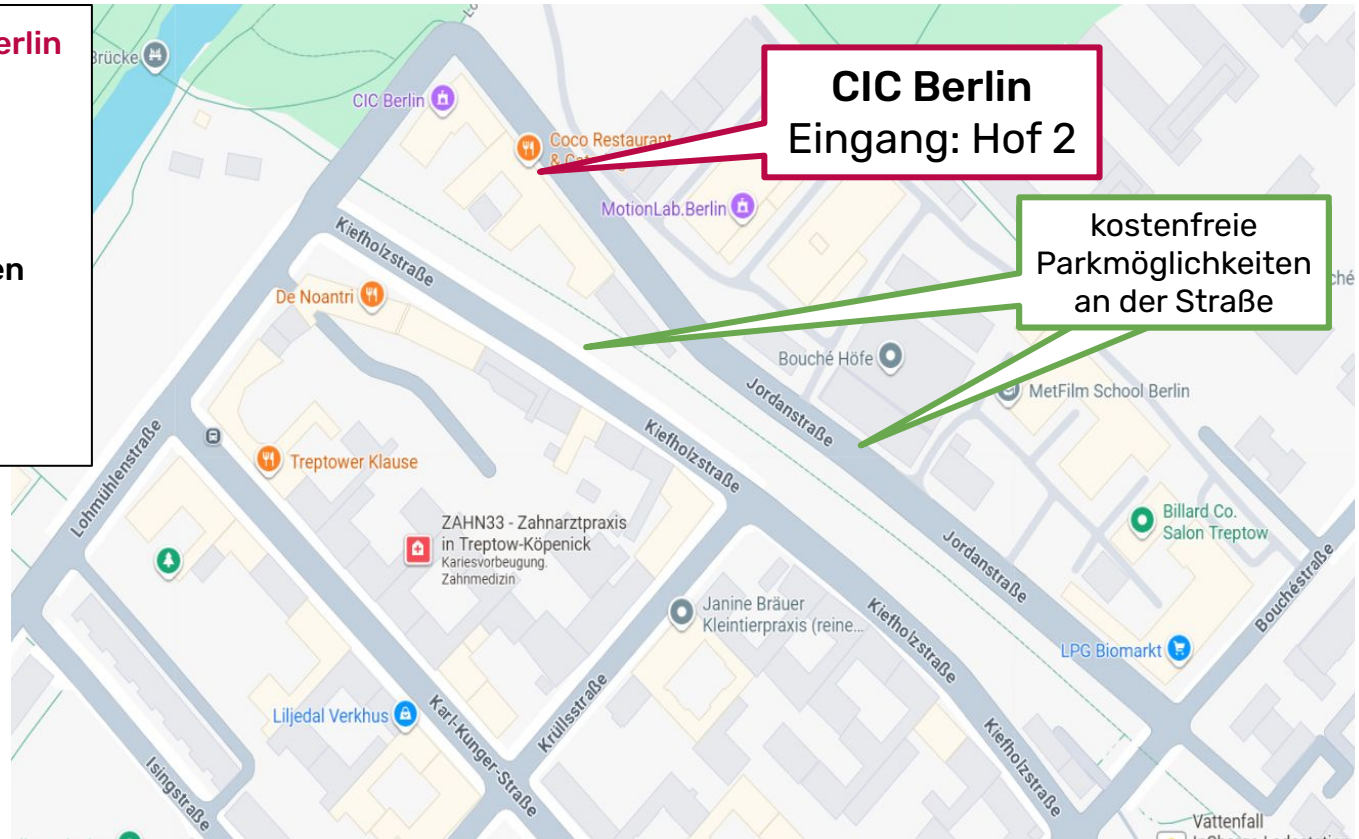 erlin
en
CIC Berlin
Eingang: Hof 2
kostenfreie
Parkmöglichkeiten
an der Straße
Brücke
CIC Berlin
Coco Restaurant
MotionLab.Berlin
Kiefholzstraße
De Noantri
Bouché Höfe
MetFilm School Berlin
Jordanstraße
Kiefholzstraße
Lohmühlenstraße
Treptower Klause
ZAHN33 - Zahnarztpraxis
in Treptow-Köpenick
Kariesvorbeugung.
Zahnmedizin
Billard Co.
Salon Treptow
Jordanstraße
Bouchéstraße
Janine Bräuer
Kleintierpraxis (reine...
Kiefholzstraße
LPG Biomarkt
Liljedal Verkhus
Karl-Kunger-Straße
Krüllsstraße
Kiefholzstraße
Isingstraße
Vattenfall